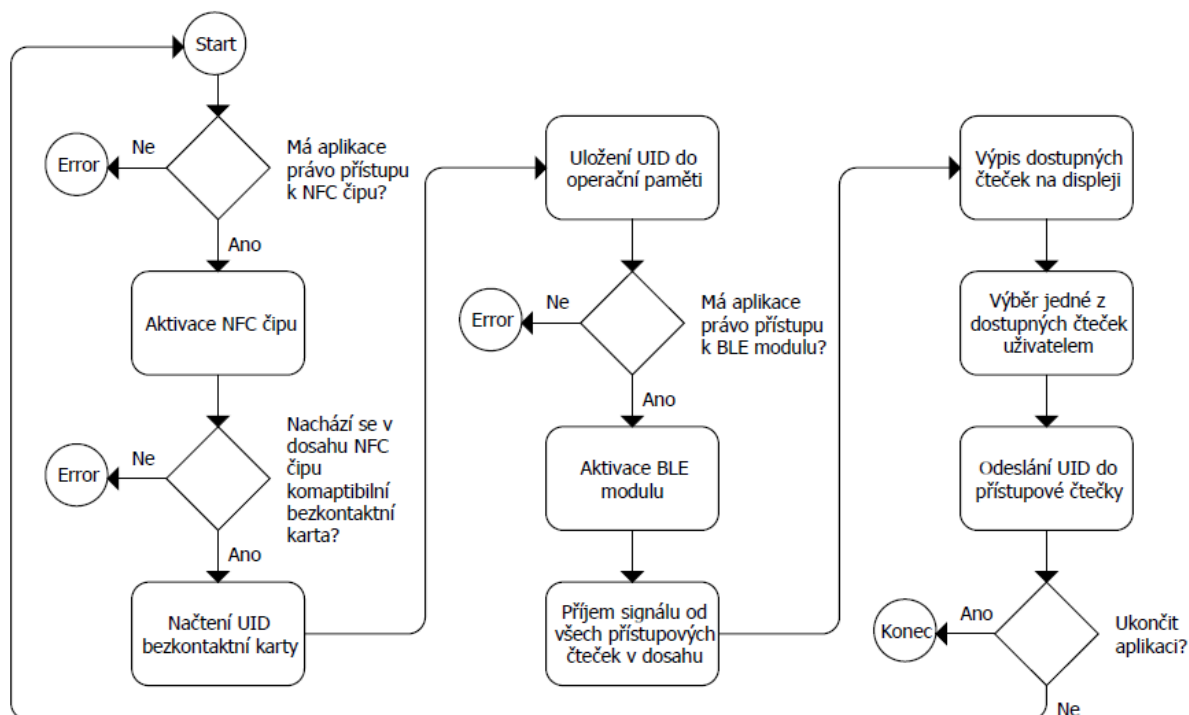 Start
Ne
Error
Má aplikace
právo přístupu
k NFC čipu?
Ano
Aktivace NFC čipu
Ne
Error
Nachází se v
dosahu NFC
čipu
komaptibilní
bezkontaktní
karta?
Ano
Načtení UID
bezkontaktní karty
Uložení UID do
operační paměti
Ne
Error
Má aplikace
právo přístupu
k BLE modulu?
Ano
Aktivace BLE
modulu
Příjem signálu od
všech přístupových
čteček v dosahu
Výpis dostupných
čteček na displeji
Výběr jedné z
dostupných čteček
uživatelem
Odeslání UID do
přístupové čtečky
Ano
Konec
Ukončit
aplikaci?
Ne